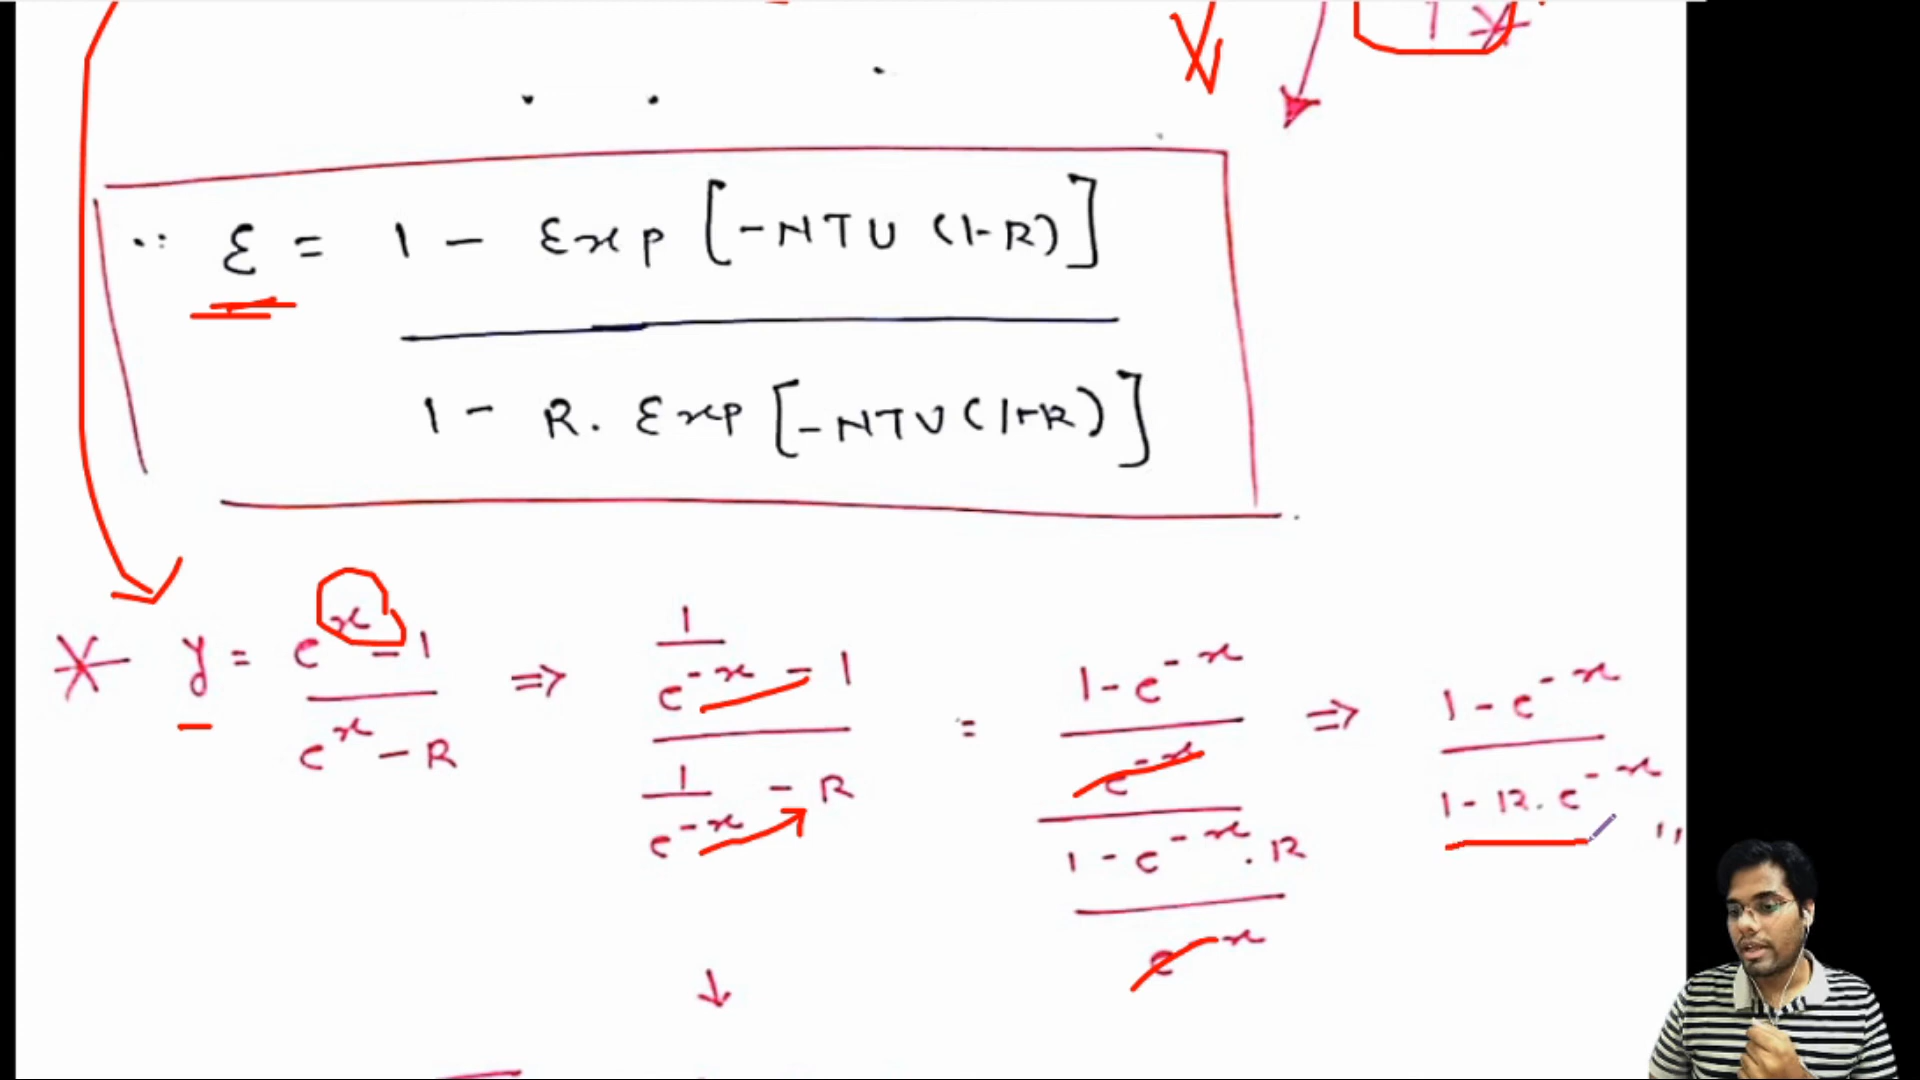 ∵ ε = 1 - Exp [-NTU (1-R)]
1 - R. Exp [-NTU (1-R)]
* y = e^x - 1 / e^x - R ⇒ 1/e^-x - 1 / 1/e^-x - R = 1 - e^-x / e^-x / 1 - e^-x . R / e^-x ⇒ 1 - e^-x / 1 - R. e^-x "